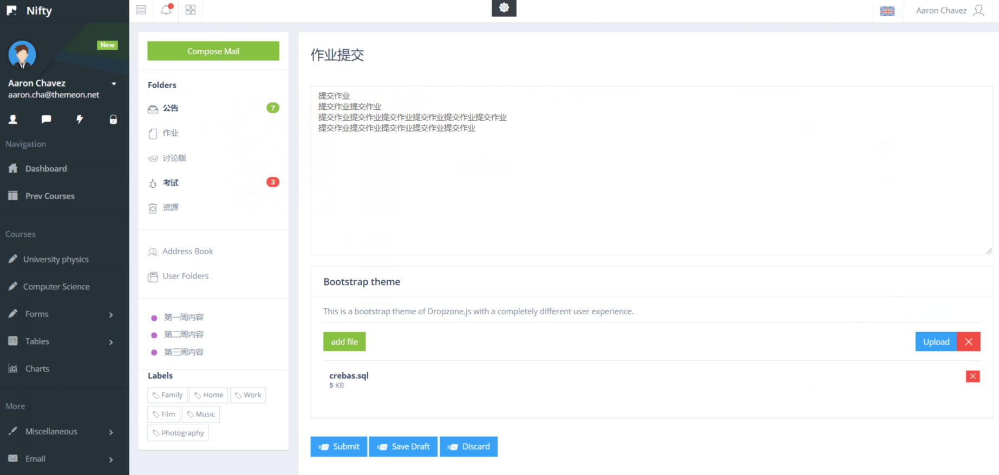 Nifty
Aaron Chavez
New
Aaron Chavez
aaron.cha@themeon.net
Navigation
Dashboard
Prev Courses
Courses
University physics
Computer Science
Forms
Tables
Charts
More
Miscellaneous
Email
Compose Mail
Folders
公告 7
作业
讨论版
考试 3
资源
Address Book
User Folders
第一周内容
第二周内容
第三周内容
Labels
Family Home Work
Film Music
Photography
作业提交
提交作业
提交作业提交作业
提交作业提交作业提交作业提交作业提交作业提交作业
提交作业提交作业提交作业提交作业提交作业
Bootstrap theme
This is a bootstrap theme of Dropzone.js with a completely different user experience.
add file Upload
crebas.sql
5 KB
Submit Save Draft Discard